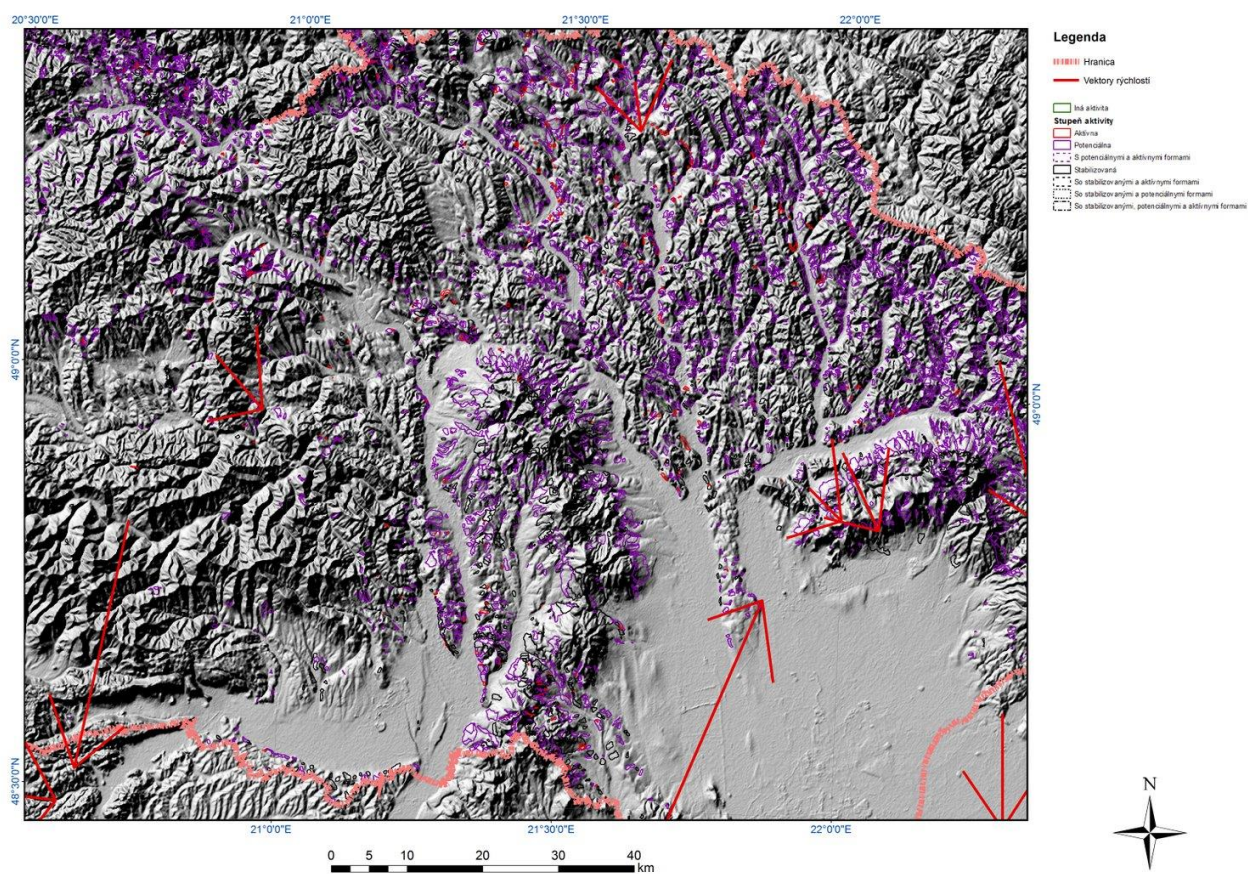 20°30'0"E
21°0'0"E
21°30'0"E
22°0'0"E
Legenda
Hranica
Vektory rýchlostí
Iná aktivita
Stupeň aktivity
Aktívna
Potenciálna
S potenciálnymi a aktívnymi formami
Stabilizovaná
So stabilizovanými a aktívnymi formami
So stabilizovanými a potenciálnymi formami
So stabilizovanými, potenciálnymi a aktívnymi formami
49°0'0"N
49°0'0"N
48°30'0"N
21°0'0"E
21°30'0"E
22°0'0"E
N
0 5 10 20 30 40
km